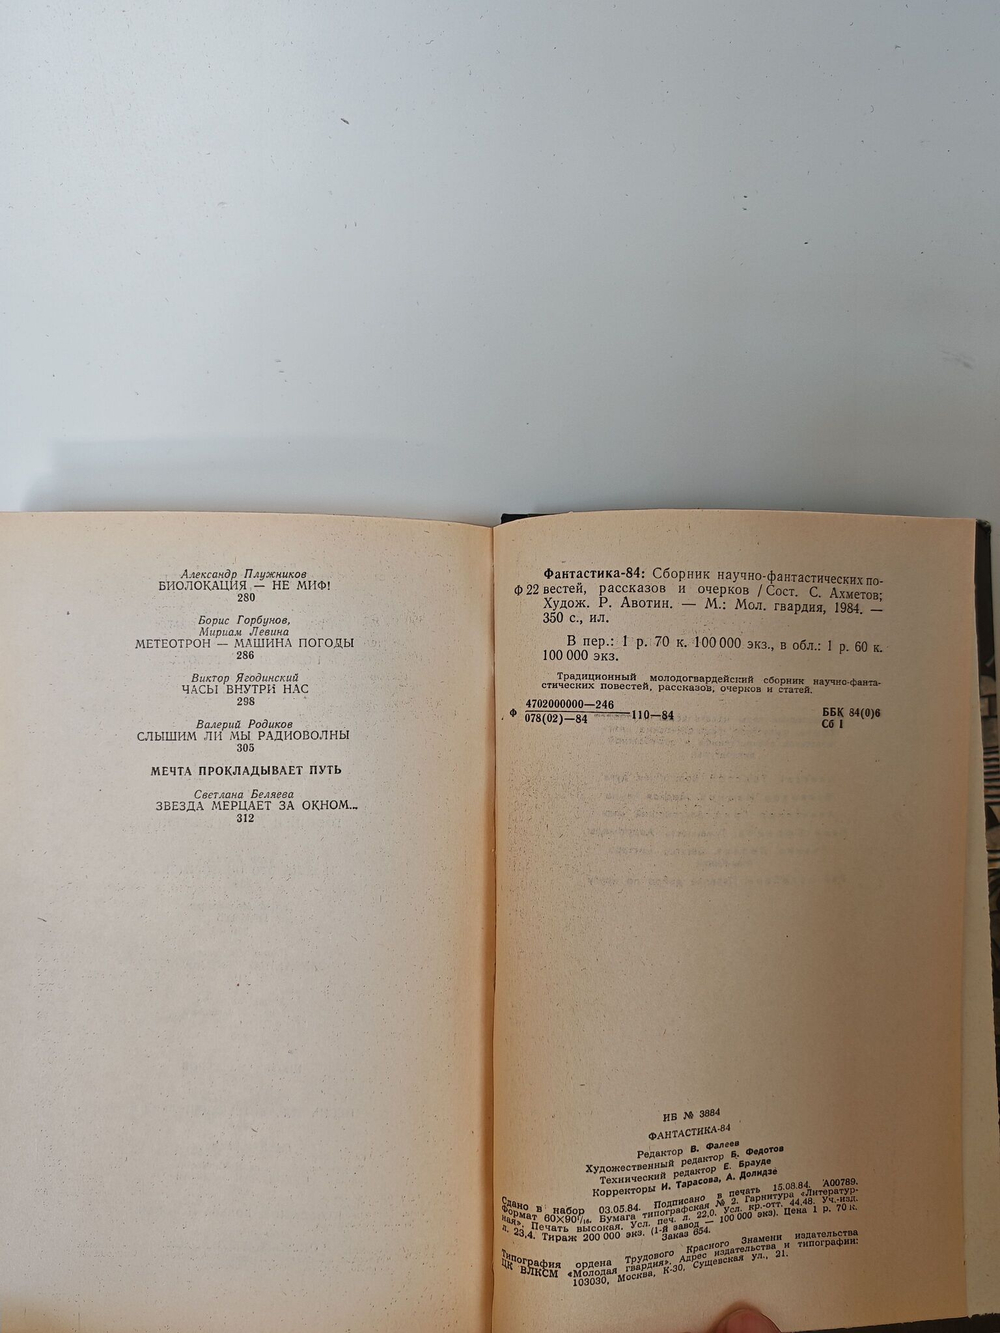 Александр Плужников
БИОЛОКАЦИЯ — НЕ МИФ!
280
Борис Горбунов,
Мириам Левина
МЕТЕОТРОН — МАШИНА ПОГОДЫ
286
Виктор Ягодинский
ЧАСЫ ВНУТРИ НАС
298
Валерий Родиков
СЛЫШИМ ЛИ МЫ РАДИОВОЛНЫ
305
МЕЧТА ПРОКЛАДЫВАЕТ ПУТЬ
Светлана Беляева
ЗВЕЗДА МЕРЦАЕТ ЗА ОКНОМ...
312
Фантастика-84: Сборник научно-фантастических по-
Ф 22 вестей, рассказов и очерков / Сост. С. Ахметов;
Худож. Р. Авотин. — М.: Мол. гвардия, 1984. —
350 с., ил.
В пер.: 1 р. 70 к. 100 000 экз., в обл.: 1 р. 60 к.
100 000 экз.
Традиционный молодогвардейский сборник научно-фанта-
стических повестей, рассказов, очерков и статей.
4702000000—246
Ф 078(02)—84 110—84
ББК 84(0)6
Сб 1
ИБ № 3884
ФАНТАСТИКА-84
Редактор В. Фалеев
Художественный редактор Б. Федотов
Технический редактор Е. Брауде
Корректоры И. Тарасова, А. Долидзе
Сдано в набор 03.05.84. Подписано в печать 15.08.84. А00789.
Формат 60×90¹/₁₆. Бумага типографская № 2. Гарнитура «Литератур-
ная». Печать высокая. Усл. печ. л. 22,0. Усл. кр.-отт. 44,48. Уч.-изд.
л. 23,4. Тираж 200 000 экз. (1-й завод — 100 000 экз). Цена 1 р. 70 к.
Заказ 654.
Типография ордена Трудового Красного Знамени издательства
ЦК ВЛКСМ «Молодая гвардия». Адрес издательства и типографии:
103030, Москва, К-30, Сущевская ул., 21.